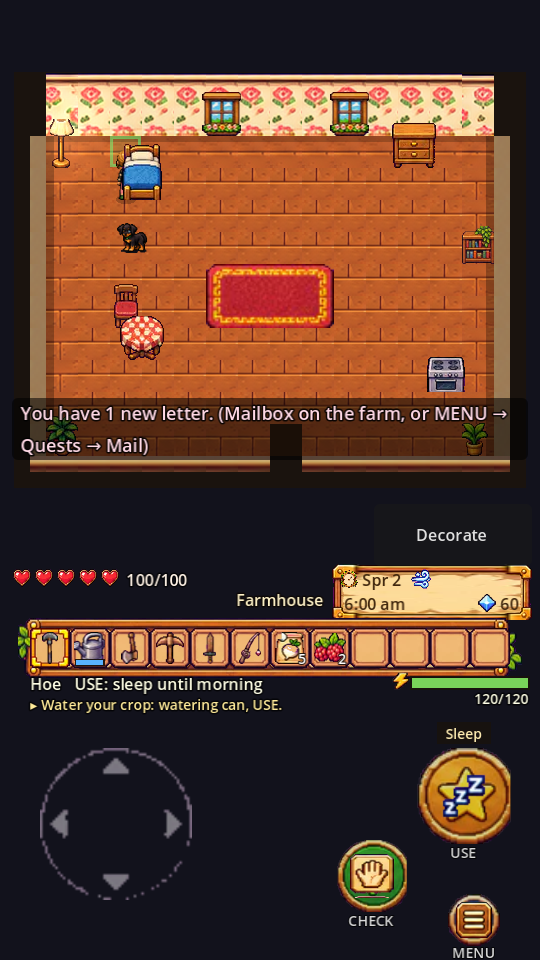 You have 1 new letter. (Mailbox on the farm, or MENU →
Quests → Mail)
Decorate
100/100
Spr 2
Farmhouse
6:00 am
60
5
2
Hoe USE: sleep until morning
120/120
▸ Water your crop: watering can, USE.
Sleep
zzz
USE
CHECK
MENU